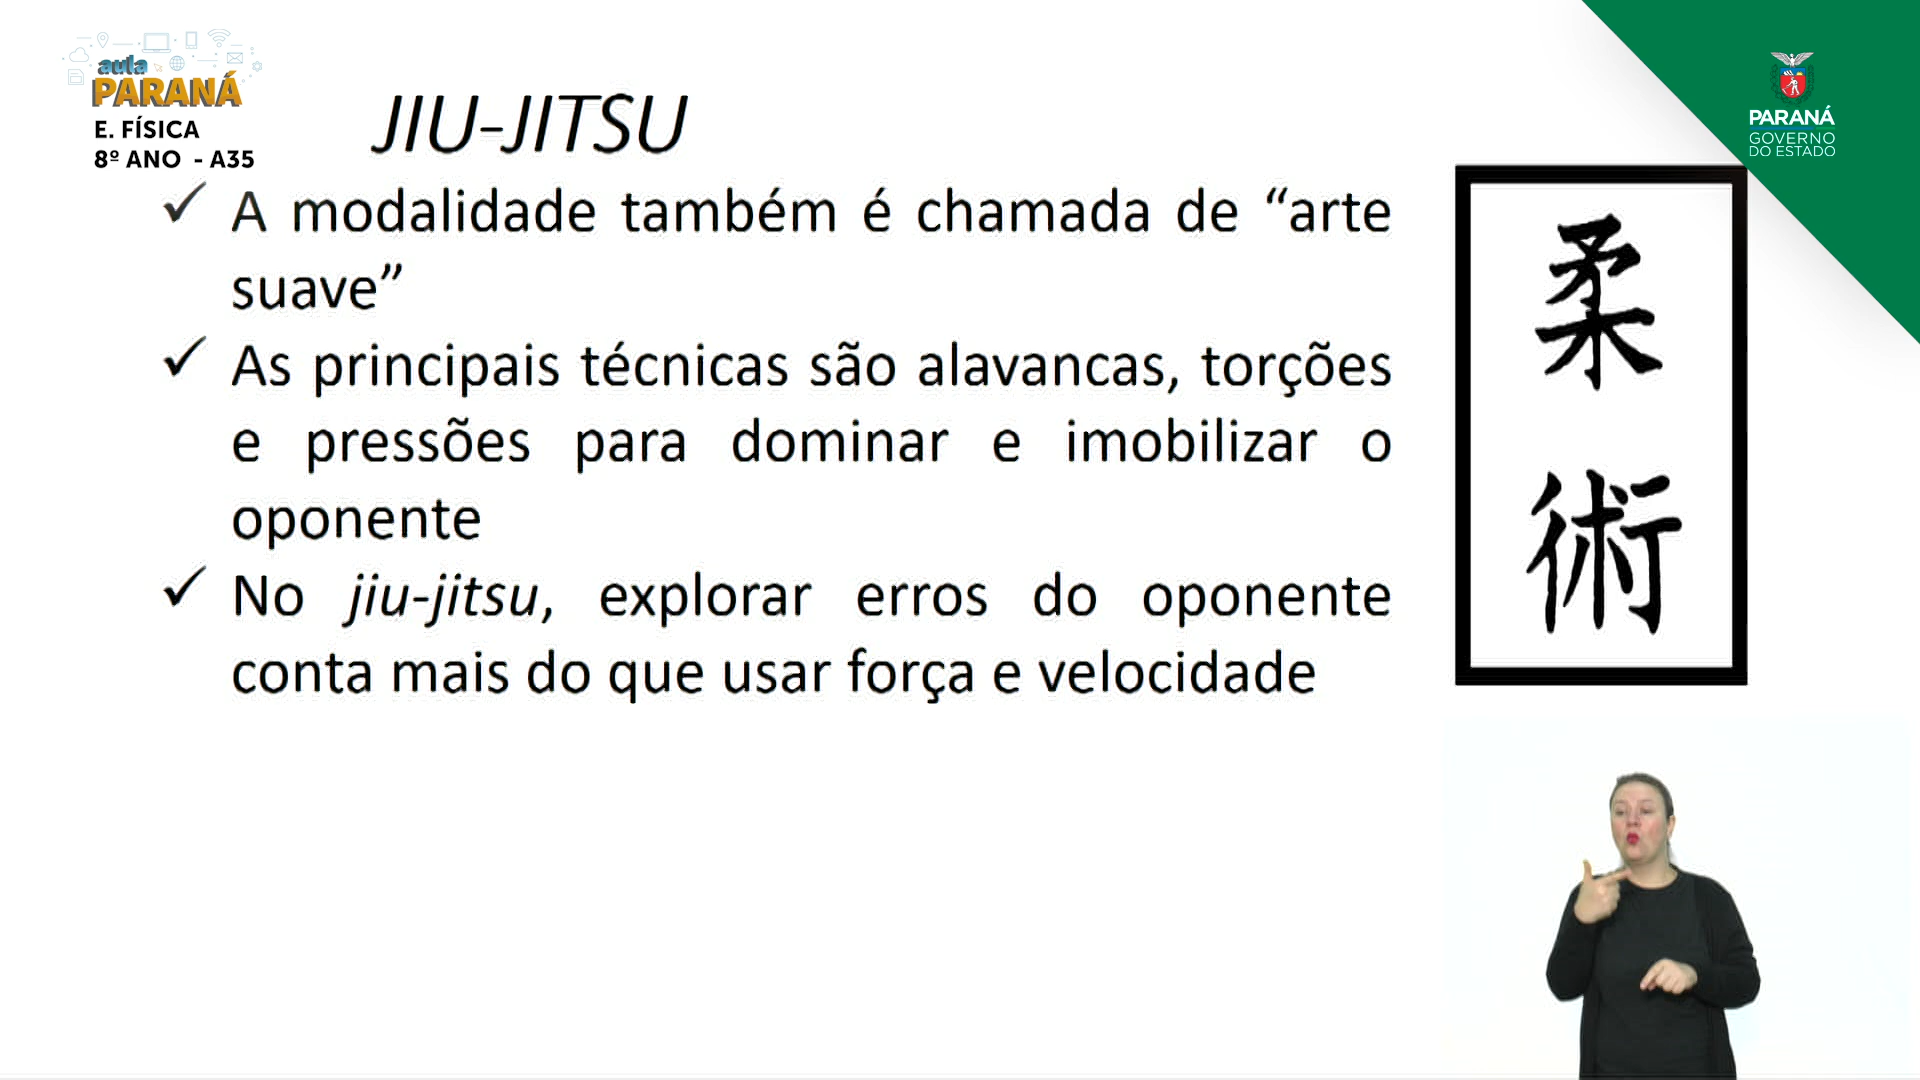 aula
PARANÁ
E. FÍSICA
8º ANO - A35
JIU-JITSU
A modalidade também é chamada de “arte
suave”
As principais técnicas são alavancas, torções
e pressões para dominar e imobilizar o
oponente
No jiu-jitsu, explorar erros do oponente
conta mais do que usar força e velocidade
柔
術
PARANÁ
GOVERNO
DO ESTADO